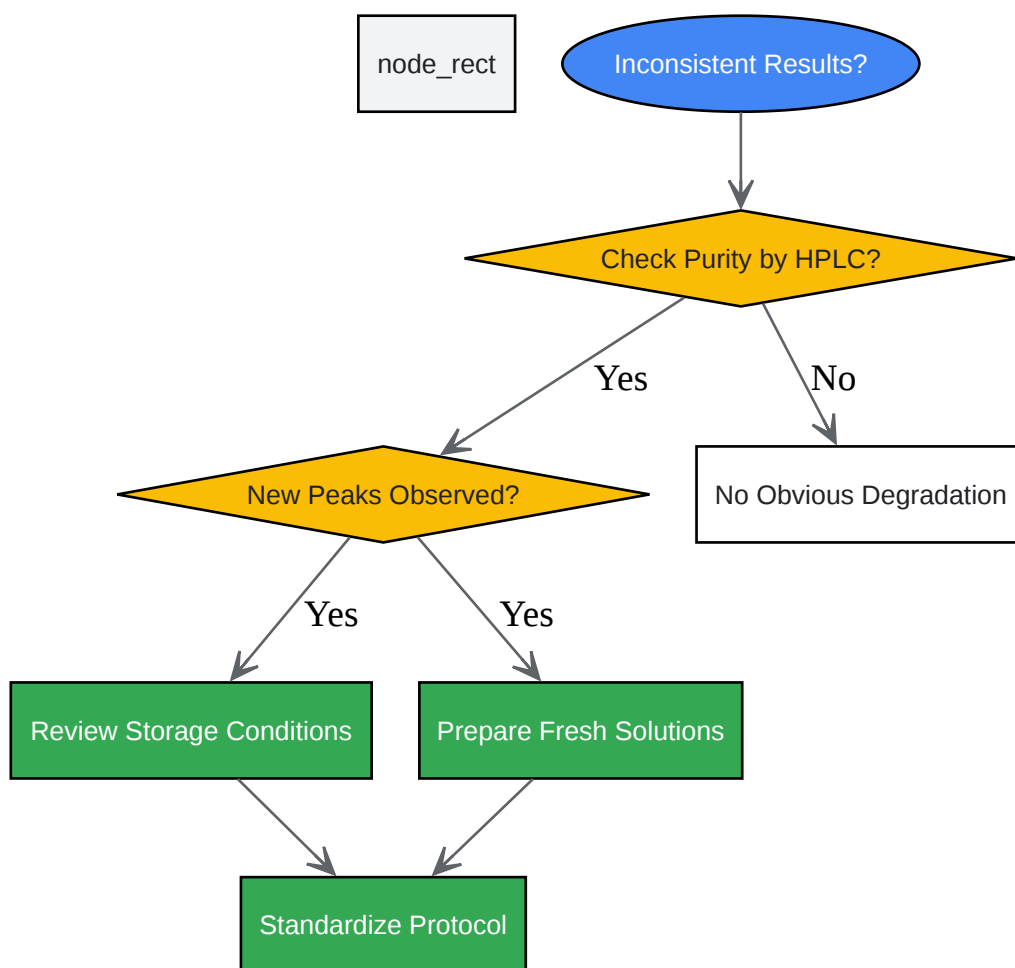 node_rect
Inconsistent Results?
Check Purity by HPLC?
Yes
No
New Peaks Observed?
No Obvious Degradation
Yes
Yes
Review Storage Conditions
Prepare Fresh Solutions
Standardize Protocol